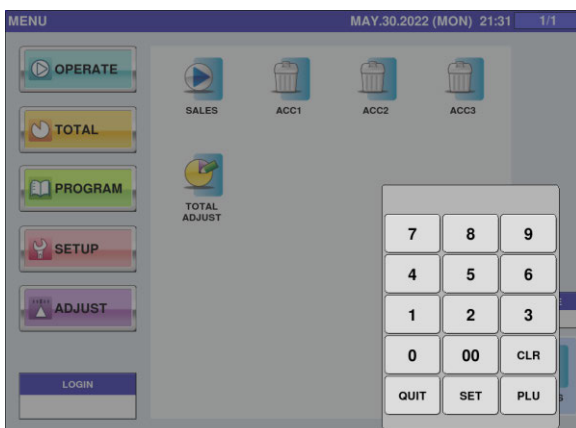 MENU MAY.30.2022 (MON) 21:31 1/1
OPERATE
TOTAL
PROGRAM
SETUP
ADJUST
LOGIN
SALES ACC1 ACC2 ACC3
TOTAL
ADJUST
7 8 9
4 5 6
1 2 3
0 00 CLR
QUIT SET PLU